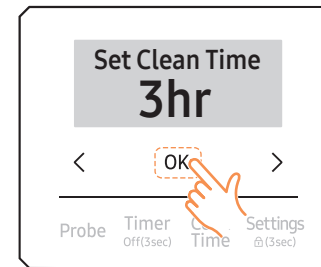 Set Clean Time
3hr
< OK >
Probe Timer Settings
Off(3sec) Time (3sec)